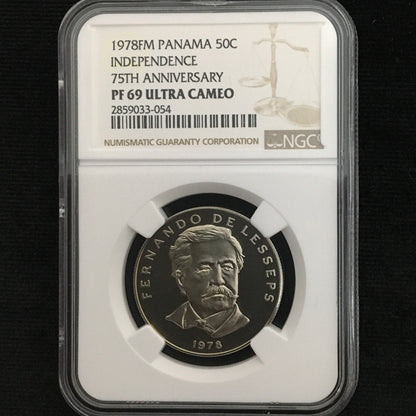 1978FM PANAMA 50C
INDEPENDENCE
75TH ANNIVERSARY
PF 69 ULTRA CAMEO
2859033-054
NUMISMATIC GUARANTY CORPORATION
NGC
FERNANDO DE LESSEPS
1978